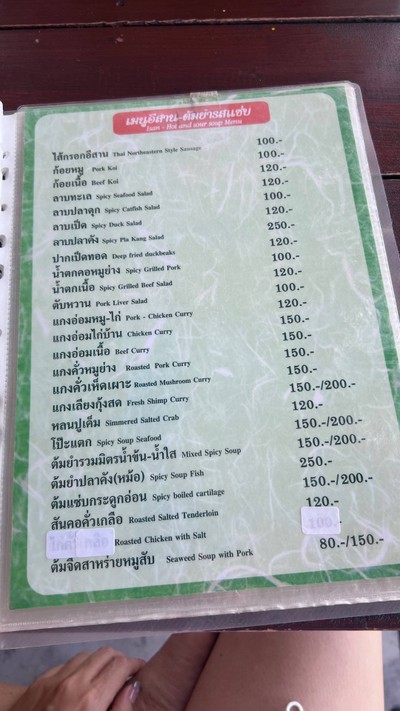 เมนูอีสาน-ต้มยำรสแซ่บ
Isan - Hot and sour soup Menu
ไส้กรอกอีสาน Thai Northeastern Style Sausage 100.-
ก้อยหมู Pork Koi 100.-
ก้อยเนื้อ Beef Koi 120.-
ลาบทะเล Spicy Seafood Salad 120.-
ลาบปลาดุก Spicy Catfish Salad 100.-
ลาบเป็ด Spicy Duck Salad 120.-
ลาบปลาคัง Spicy Pla Kang Salad 250.-
ปากเป็ดทอด Deep fried duckbeaks 120.-
น้ำตกคอหมูย่าง Spicy Grilled Pork 100.-
น้ำตกเนื้อ Spicy Grilled Beef Salad 120.-
ตับหวาน Pork Liver Salad 100.-
แกงอ่อมหมู-ไก่ Pork - Chicken Curry 120.-
แกงอ่อมไก่บ้าน Chicken Curry 150.-
แกงอ่อมเนื้อ Beef Curry 150.-
แกงคั่วหมูย่าง Roasted Pork Curry 150.-
แกงคั่วเห็ดเผาะ Roasted Mushroom Curry 150.-
แกงเลียงกุ้งสด Fresh Shimp Curry 150.-/200.-
หลนปูเค็ม Simmered Salted Crab 120.-
โป๊ะแตก Spicy Soup Seafood 150.-/200.-
ต้มยำรวมมิตรน้ำข้น-น้ำใส Mixed Spicy Soup 150.-/200.-
ต้มยำปลาคัง(หม้อ) Spicy Soup Fish 250.-
ต้มแซ่บกระดูกอ่อน Spicy boiled cartilage 150.-/200.-
สันคอคั่วเกลือ Roasted Salted Tenderloin 120.-
Roasted Chicken with Salt
ต้มจืดสาหร่ายหมูสับ Seaweed Soup with Pork 80.-/150.-